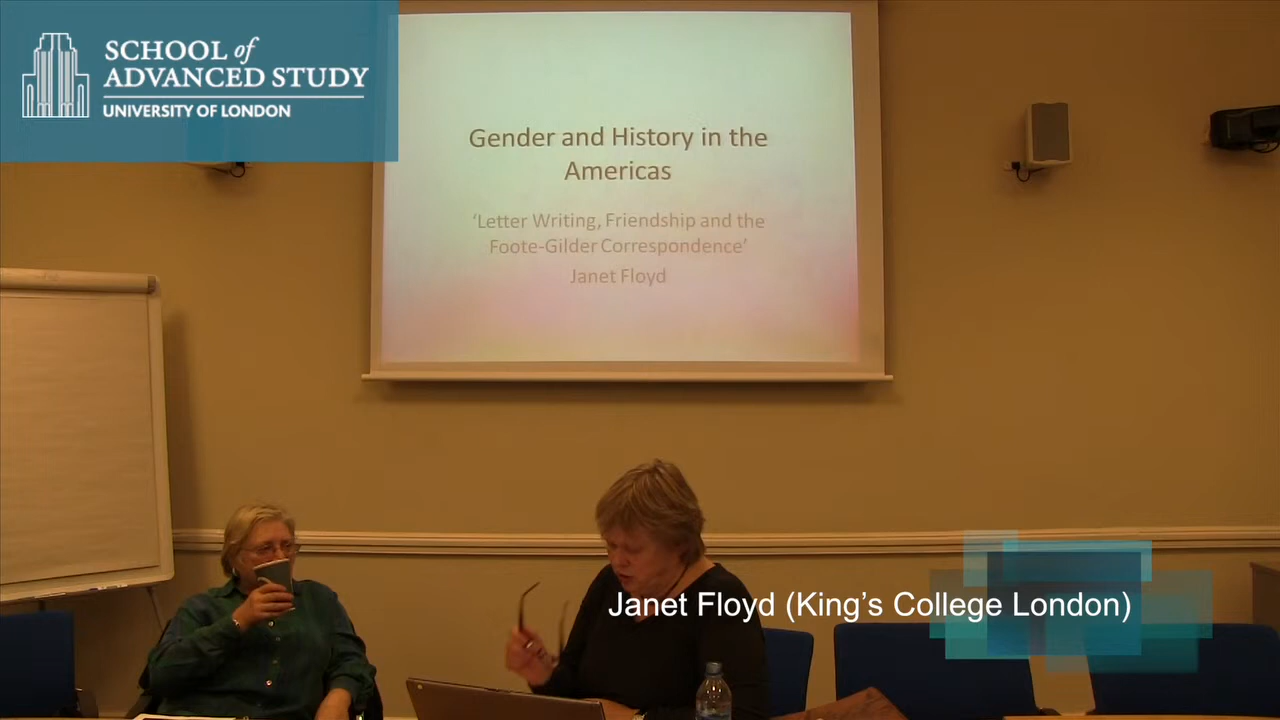 SCHOOL of
ADVANCED STUDY
UNIVERSITY OF LONDON
Gender and History in the
Americas
‘Letter Writing, Friendship and the
Foote-Gilder Correspondence’
Janet Floyd
Janet Floyd (King’s College London)